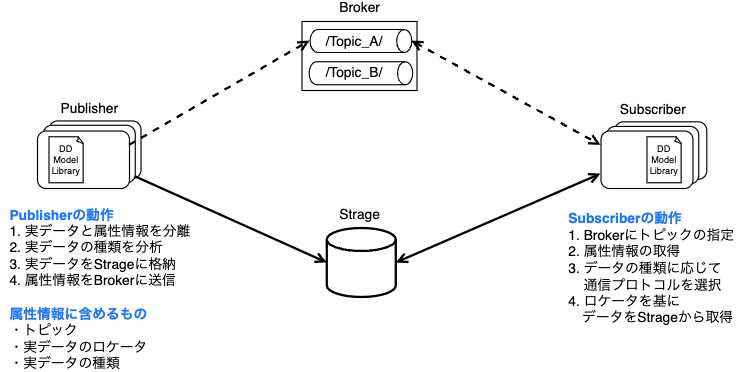 Broker
/Topic_A/
/Topic_B/
Publisher
DD
Model
Library
Subscriber
DD
Model
Library
Strage
Publisherの動作
1. 実データと属性情報を分離
2. 実データの種類を分析
3. 実データをStrageに格納
4. 属性情報をBrokerに送信
属性情報に含めるもの
・トピック
・実データのロケータ
・実データの種類
Subscriberの動作
1. Brokerにトピックの指定
2. 属性情報の取得
3. データの種類に応じて
通信プロトコルを選択
4. ロケータを基に
データをStrageから取得